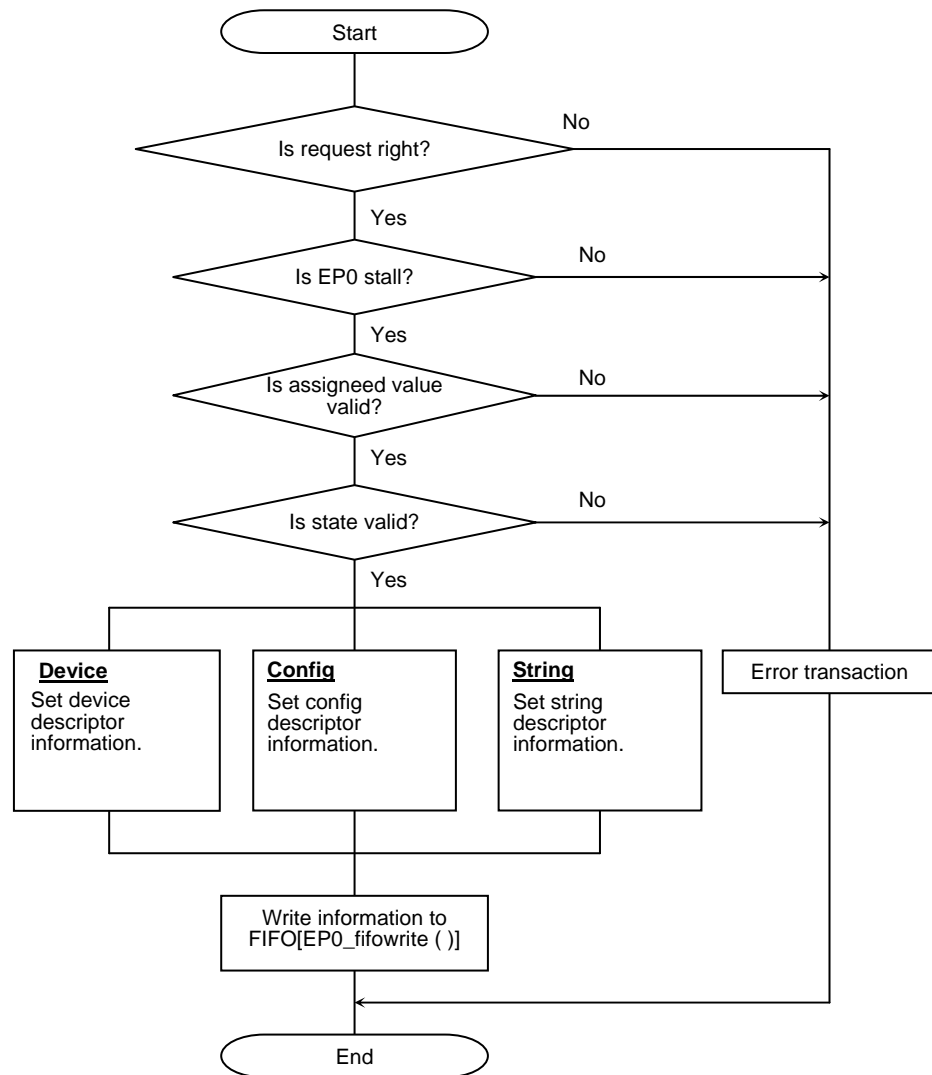 Start
Is request right?
No
Yes
Is EP0 stall?
No
Yes
Is assigneed value
valid?
No
Yes
Is state valid?
No
Yes
Device
Set device
descriptor
information.
Config
Set config
descriptor
information.
String
Set string
descriptor
information.
Error transaction
Write information to
FIFO[EP0_fifowrite ( )]
End